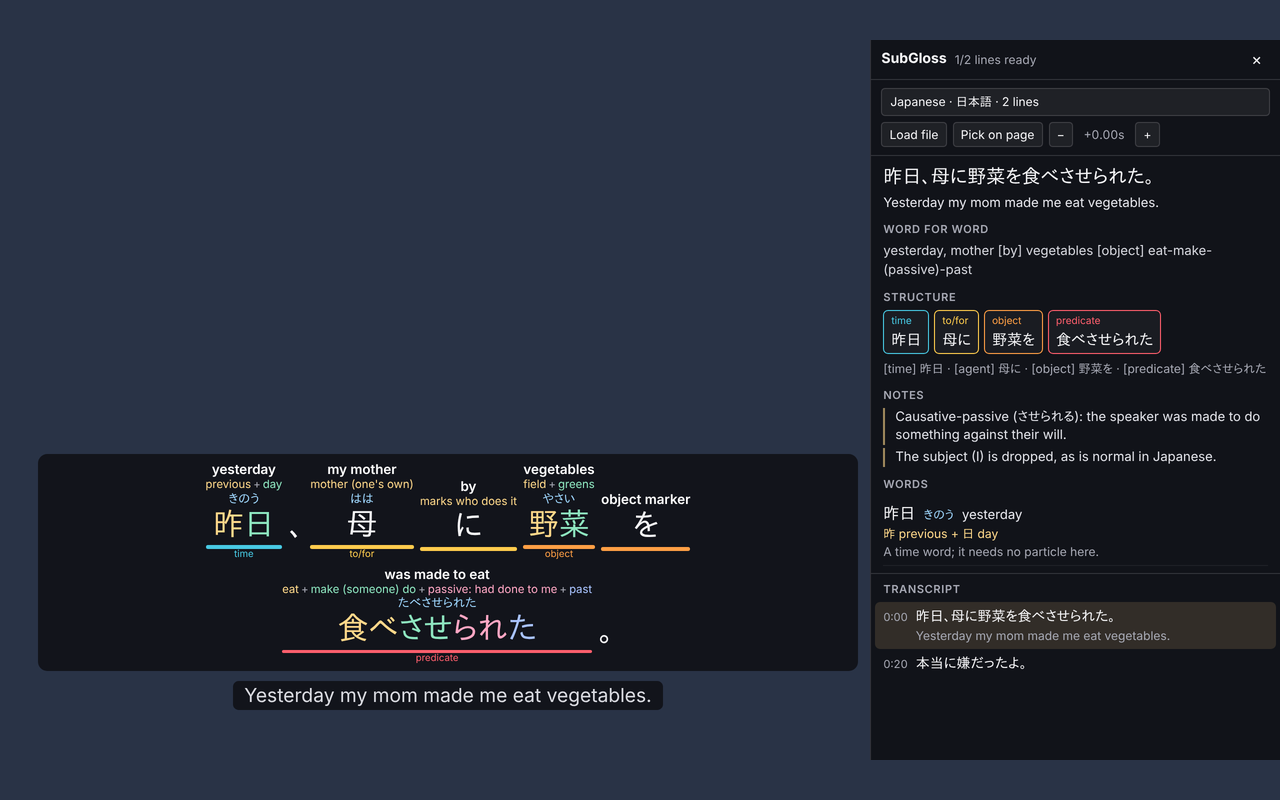 yesterday
previous + day
きのう
昨日
time
、
my mother
mother (one's own)
はは
母
to/for
by
marks who does it
に
vegetables
field + greens
やさい
野菜
object
object marker
を
was made to eat
eat + make (someone) do + passive: had done to me + past
たべさせられた
食べさせられた
predicate
。
Yesterday my mom made me eat vegetables.
SubGloss 1/2 lines ready ×
Japanese · 日本語 · 2 lines
Load file Pick on page − +0.00s +
昨日、母に野菜を食べさせられた。
Yesterday my mom made me eat vegetables.
WORD FOR WORD
yesterday, mother [by] vegetables [object] eat-make-
(passive)-past
STRUCTURE
time to/for object predicate
昨日 母に 野菜を 食べさせられた
[time] 昨日 · [agent] 母に · [object] 野菜を · [predicate] 食べさせられた
NOTES
Causative-passive (させられる): the speaker was made to do
something against their will.
The subject (I) is dropped, as is normal in Japanese.
WORDS
昨日 きのう yesterday
昨 previous + 日 day
A time word; it needs no particle here.
TRANSCRIPT
0:00 昨日、母に野菜を食べさせられた。
Yesterday my mom made me eat vegetables.
0:20 本当に嫌だったよ。